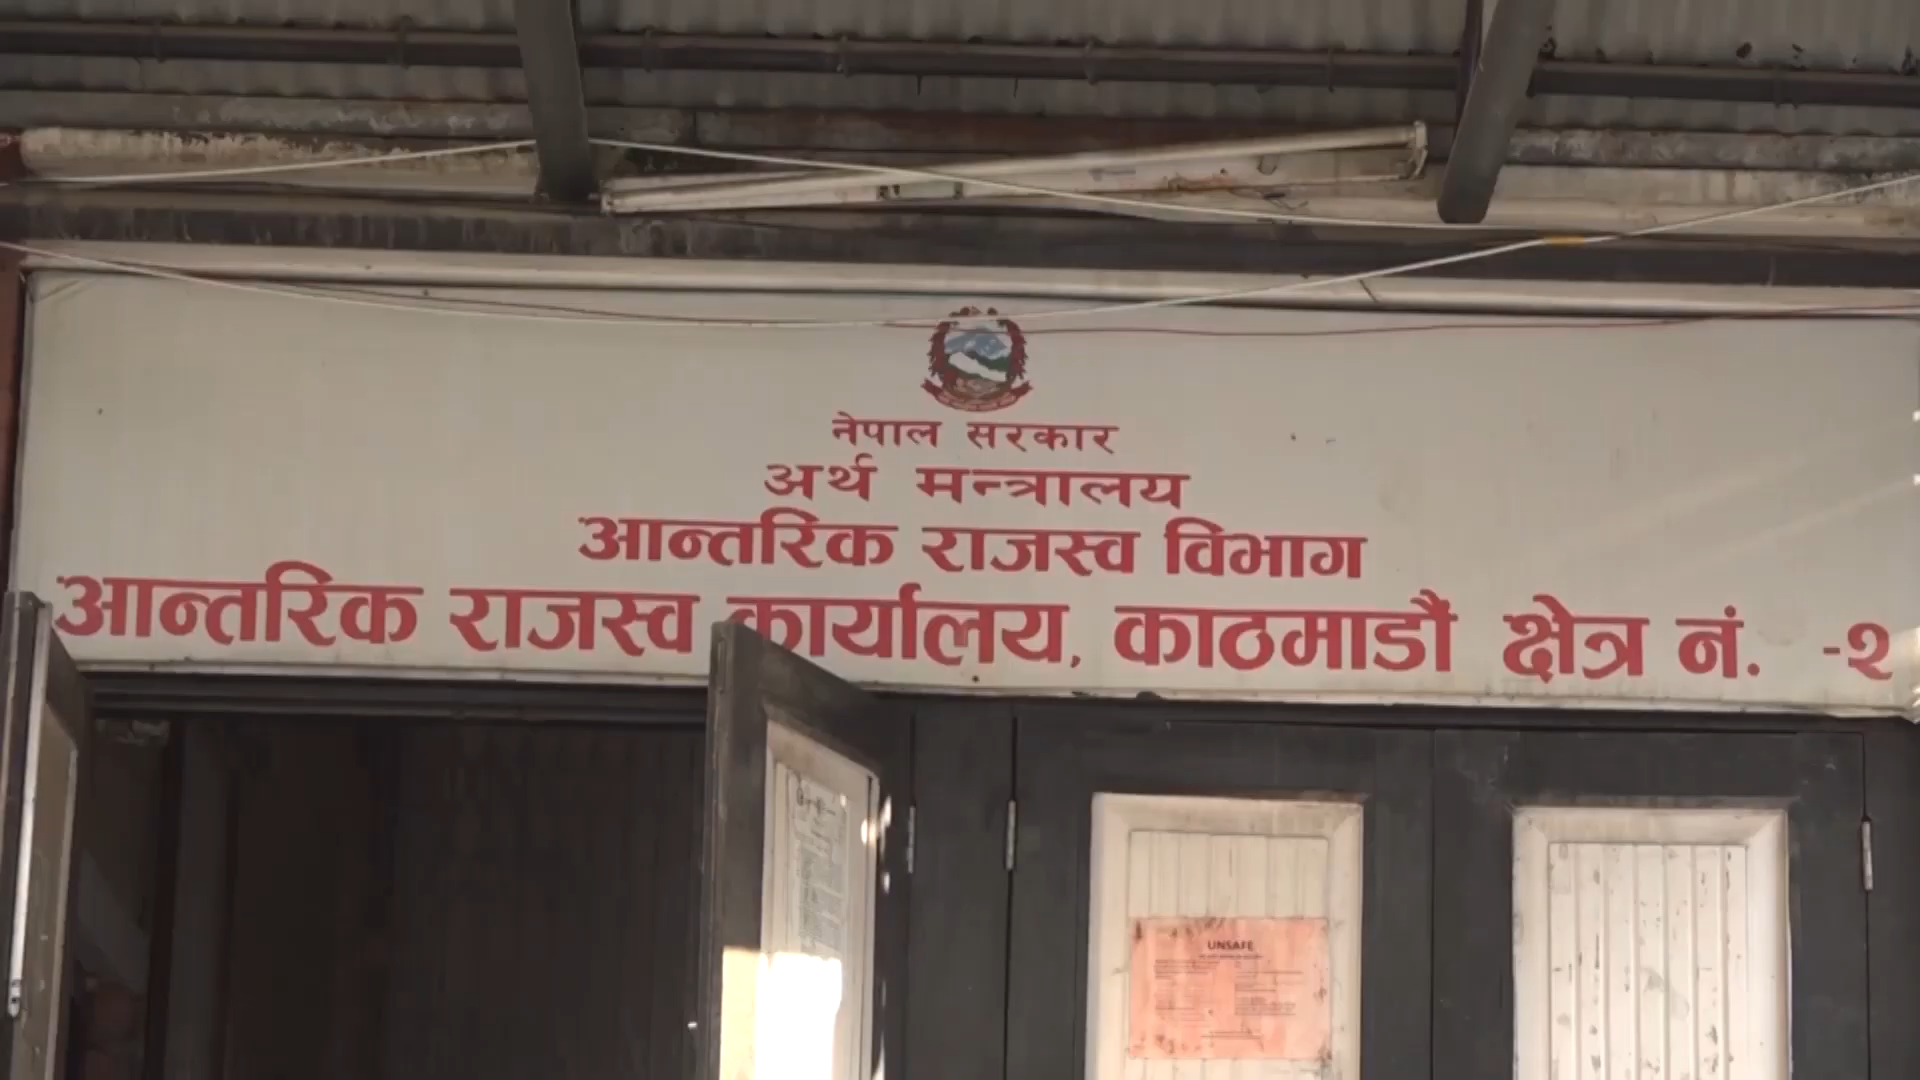 नेपाल सरकार
अर्थ मन्त्रालय
आन्तरिक राजस्व विभाग
आन्तरिक राजस्व कार्यालय, काठमाडौं क्षेत्र नं. -२
UNSAFE